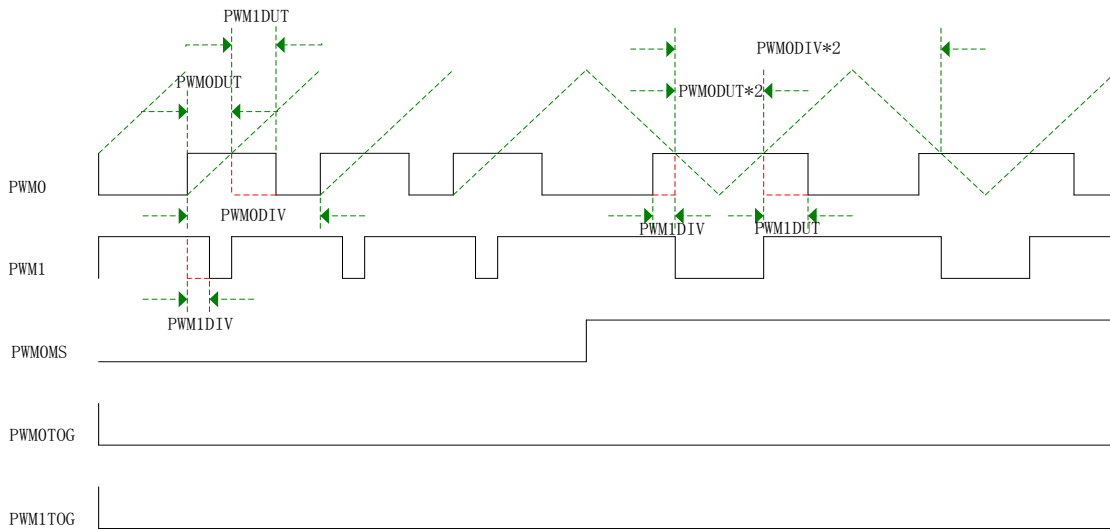 PWM1DUT
PWM0DIV*2
PWM0DUT
PWM0DUT*2
PWM0
PWM0DIV
PWM1DIV
PWM1DUT
PWM1
PWM1DIV
PWM0MS
PWM0TOG
PWM1TOG